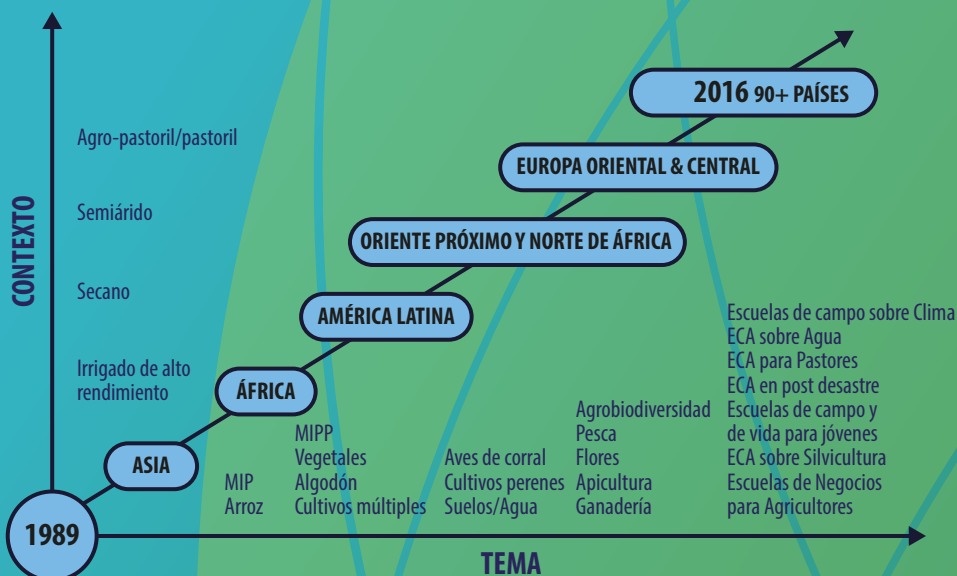 CONTEXTO
Agro-pastoril/pastoril
Semiárido
Secano
Irrigado de alto
rendimiento
2016 90+ PAÍSES
EUROPA ORIENTAL & CENTRAL
ORIENTE PRÓXIMO Y NORTE DE ÁFRICA
AMÉRICA LATINA
ÁFRICA
ASIA
1989
MIP
Arroz
MIPP
Vegetales
Algodón
Cultivos múltiples
Aves de corral
Cultivos perenes
Suelos/Agua
Agrobiodiversidad
Pesca
Flores
Apicultura
Ganadería
Escuelas de campo sobre Clima
ECA sobre Agua
ECA para Pastores
ECA en post desastre
Escuelas de campo y
de vida para jóvenes
ECA sobre Silvicultura
Escuelas de Negocios
para Agricultores
TEMA